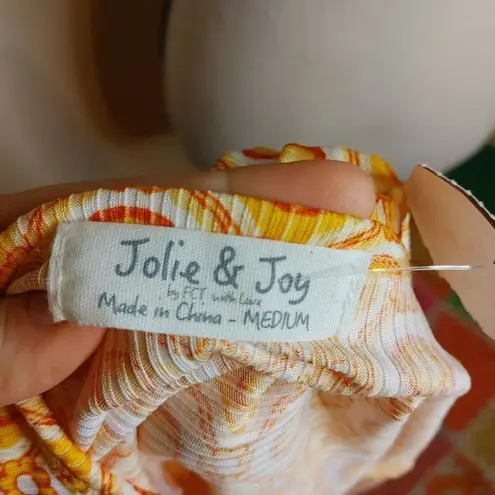 Jolie & Joy
by FCT with Love
Made in China - MEDIUM